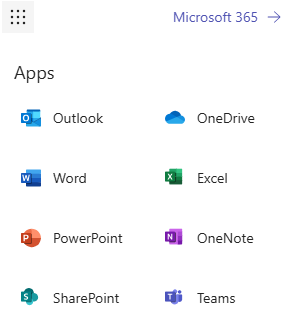 Microsoft 365
Apps
Outlook OneDrive
Word Excel
PowerPoint OneNote
SharePoint Teams